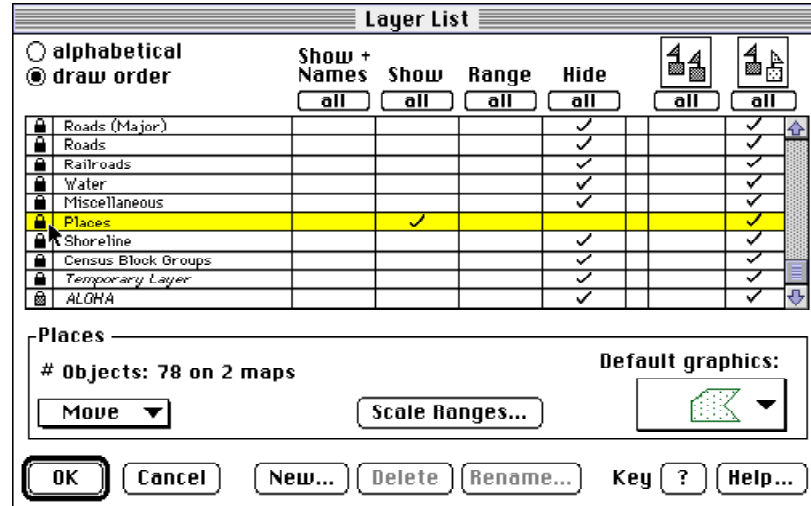 Layer List
alphabetical
draw order
Show +
Names Show Range Hide
all all all all all all
Roads (Major)
Roads
Railroads
Water
Miscellaneous
Places
Shoreline
Census Block Groups
Temporary Layer
ALOHA
Places
# Objects: 78 on 2 maps
Default graphics:
Move
Scale Ranges...
OK Cancel New... Delete Rename... Key ? Help...